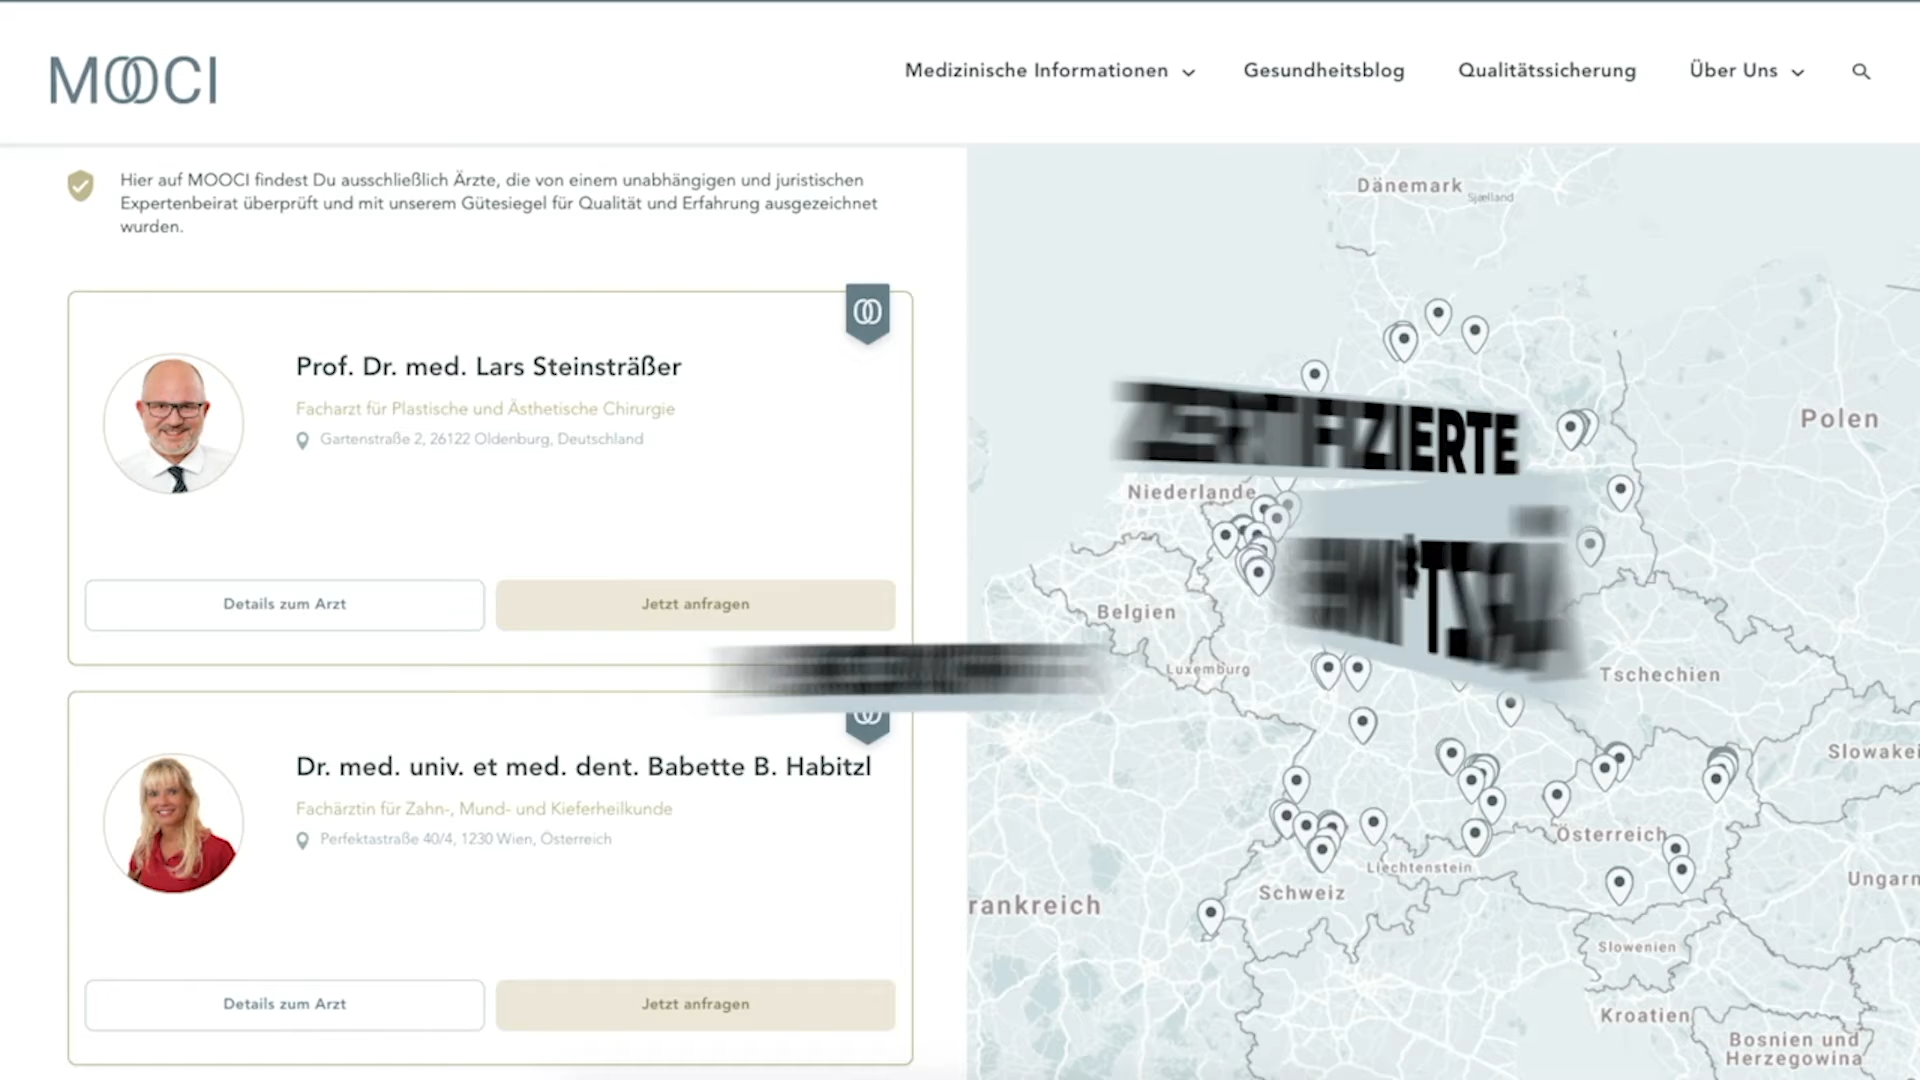 MOOCI
Medizinische Informationen
Gesundheitsblog
Qualitätssicherung
Über Uns
Hier auf MOOCI findest Du ausschließlich Ärzte, die von einem unabhängigen und juristischen
Expertenbeirat überprüft und mit unserem Gütesiegel für Qualität und Erfahrung ausgezeichnet
wurden.
Prof. Dr. med. Lars Steinsträßer
Facharzt für Plastische und Ästhetische Chirurgie
Gartenstraße 2, 26122 Oldenburg, Deutschland
Details zum Arzt
Jetzt anfragen
Dr. med. univ. et med. dent. Babette B. Habitzl
Fachärztin für Zahn-, Mund- und Kieferheilkunde
Perfektastraße 40/4, 1230 Wien, Österreich
Details zum Arzt
Jetzt anfragen
Dänemark
Sjælland
ZERTIFIZIERTE
Polen
Niederlande
Belgien
Luxemburg
Tschechien
Slowakei
Österreich
Liechtenstein
Schweiz
Ungarn
rankreich
Slowenien
Kroatien
Bosnien und
Herzegowina